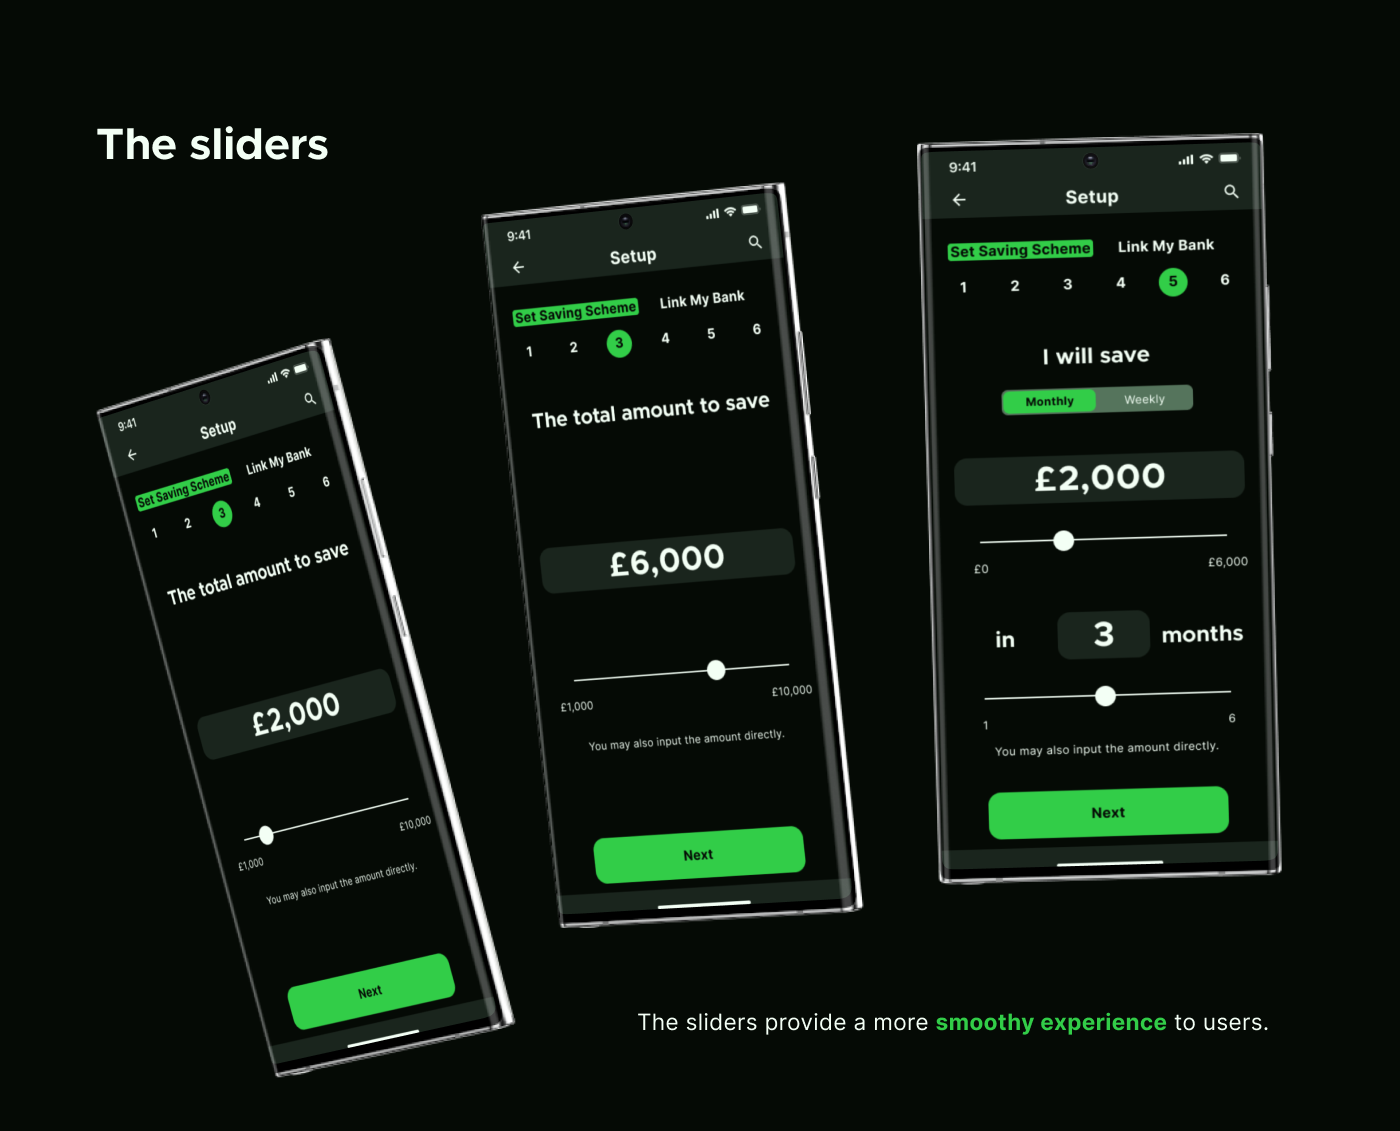 The sliders
9:41
Setup
Set Saving Scheme Link My Bank
1 2 3 4 5 6
The total amount to save
£2,000
£1,000 £10,000
You may also input the amount directly.
Next
9:41
Setup
Set Saving Scheme Link My Bank
1 2 3 4 5 6
The total amount to save
£6,000
£1,000 £10,000
You may also input the amount directly.
Next
9:41
Setup
Set Saving Scheme Link My Bank
1 2 3 4 5 6
I will save
Monthly Weekly
£2,000
£0 £6,000
in 3 months
1 6
You may also input the amount directly.
Next
The sliders provide a more smoothy experience to users.